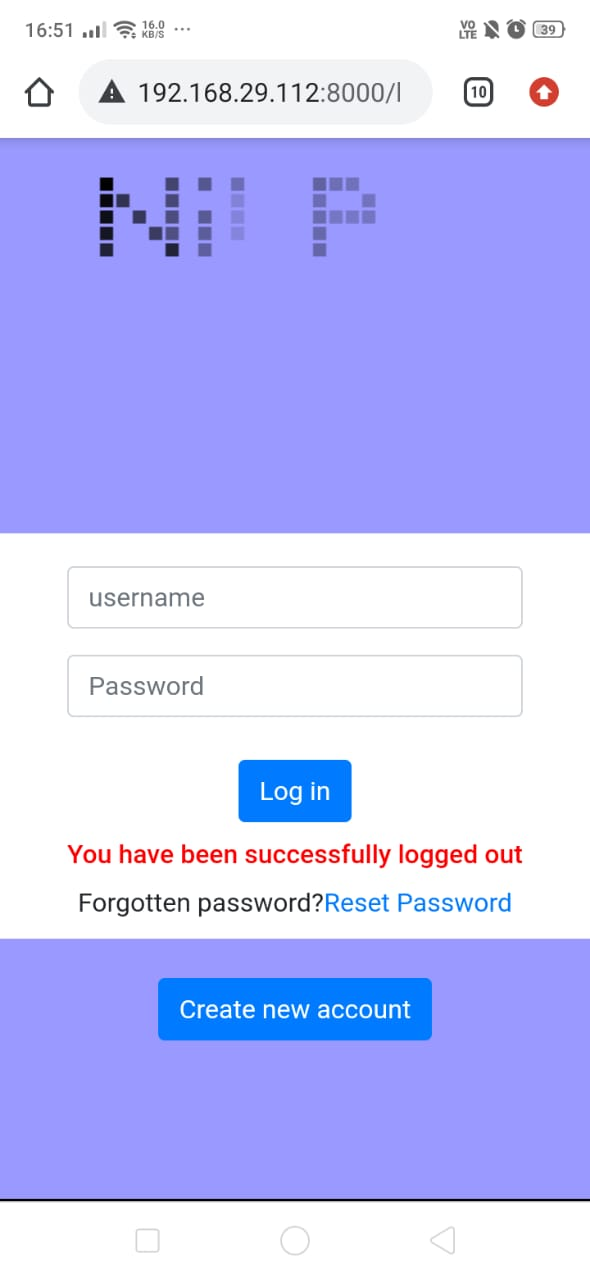 16:51 16.0 KB/S ... VO LTE 39
192.168.29.112:8000/l 10
username
Password
Log in
You have been successfully logged out
Forgotten password?Reset Password
Create new account